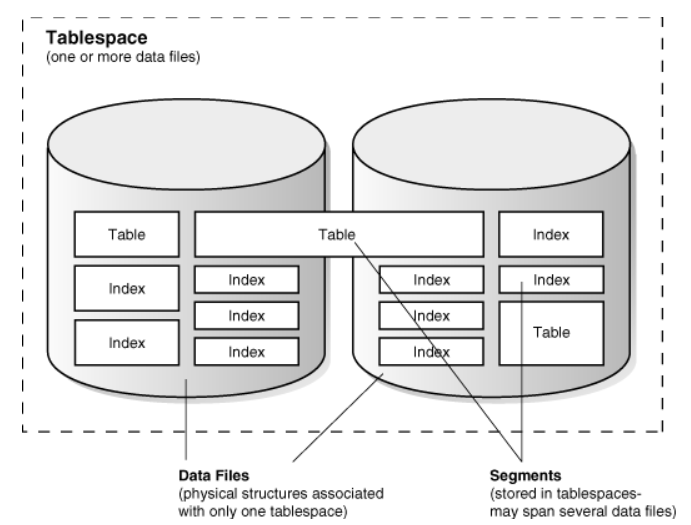 Tablespace
(one or more data files)
Table
Table
Index
Index
Index
Index
Index
Index
Index
Index
Index
Index
Index
Table
Data Files
(physical structures associated
with only one tablespace)
Segments
(stored in tablespaces-
may span several data files)